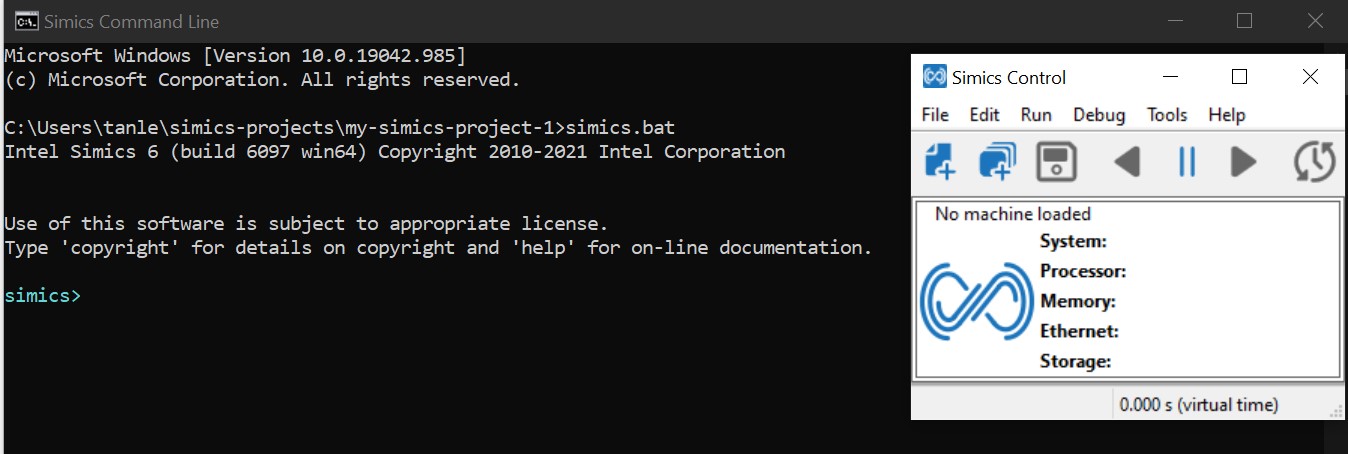 Simics Command Line
Microsoft Windows [Version 10.0.19042.985]
(c) Microsoft Corporation. All rights reserved.
C:\Users\tanle\simics-projects\my-simics-project-1>simics.bat
Intel Simics 6 (build 6097 win64) Copyright 2010-2021 Intel Corporation
Use of this software is subject to appropriate license.
Type 'copyright' for details on copyright and 'help' for on-line documentation.
simics>
Simics Control
File Edit Run Debug Tools Help
No machine loaded
System:
Processor:
Memory:
Ethernet:
Storage:
0.000 s (virtual time)